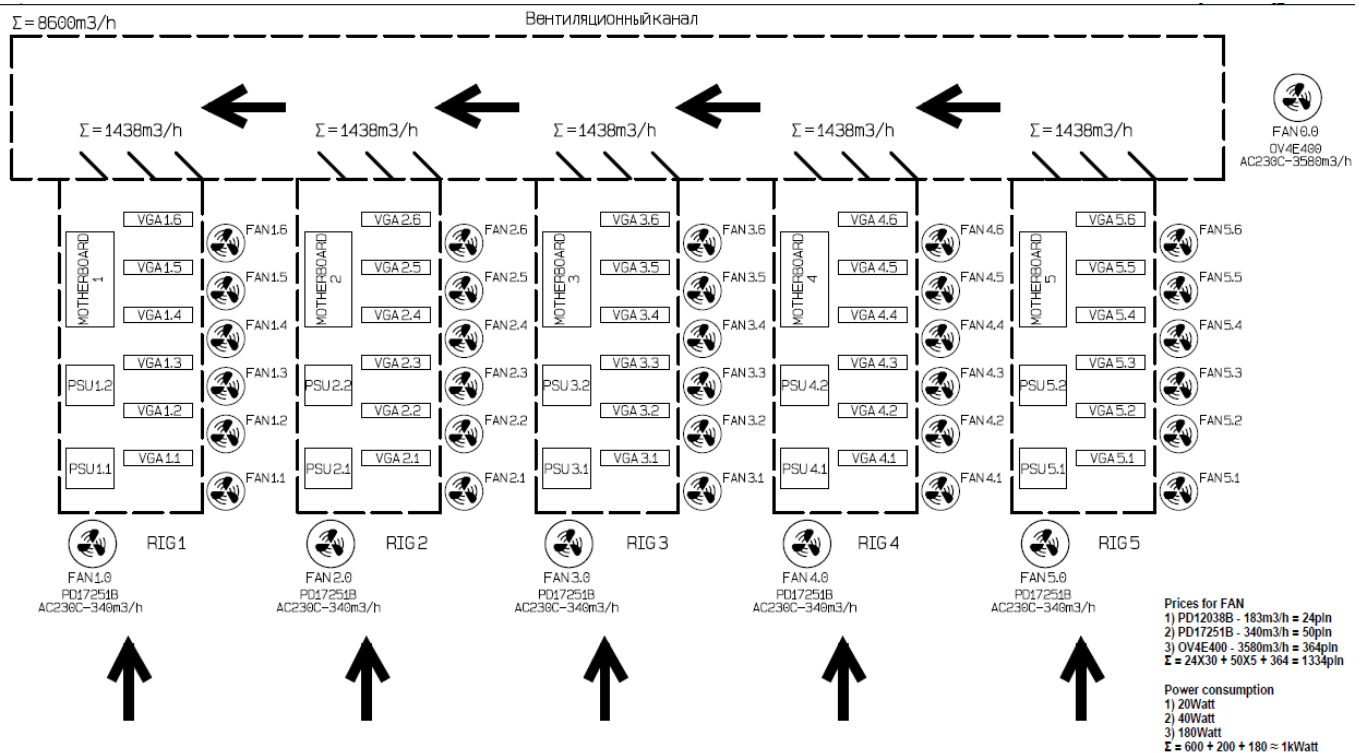 Σ=8600m3/h
Вентиляционный канал
FAN0.0
OV4E400
AC230C-3580m3/h
Σ=1438m3/h
Σ=1438m3/h
Σ=1438m3/h
Σ=1438m3/h
Σ=1438m3/h
VGA1.6
FAN1.6
MOTHERBOARD
1
VGA1.5
FAN1.5
VGA1.4
FAN1.4
VGA1.3
FAN1.3
PSU1.2
VGA1.2
FAN1.2
VGA1.1
PSU1.1
FAN1.1
RIG1
FAN1.0
PD17251B
AC230C-340m3/h
VGA2.6
FAN2.6
MOTHERBOARD
2
VGA2.5
FAN2.5
VGA2.4
FAN2.4
VGA2.3
FAN2.3
PSU2.2
VGA2.2
FAN2.2
VGA2.1
PSU2.1
FAN2.1
RIG2
FAN2.0
PD17251B
AC230C-340m3/h
VGA3.6
FAN3.6
MOTHERBOARD
3
VGA3.5
FAN3.5
VGA3.4
FAN3.4
VGA3.3
FAN3.3
PSU3.2
VGA3.2
FAN3.2
VGA3.1
PSU3.1
FAN3.1
RIG3
FAN3.0
PD17251B
AC230C-340m3/h
VGA4.6
FAN4.6
MOTHERBOARD
4
VGA4.5
FAN4.5
VGA4.4
FAN4.4
VGA4.3
FAN4.3
PSU4.2
VGA4.2
FAN4.2
VGA4.1
PSU4.1
FAN4.1
RIG4
FAN4.0
PD17251B
AC230C-340m3/h
VGA5.6
FAN5.6
MOTHERBOARD
5
VGA5.5
FAN5.5
VGA5.4
FAN5.4
VGA5.3
FAN5.3
PSU5.2
VGA5.2
FAN5.2
VGA5.1
PSU5.1
FAN5.1
RIG5
FAN5.0
PD17251B
AC230C-340m3/h
Prices for FAN
1) PD12038B - 183m3/h = 24pln
2) PD17251B - 340m3/h = 50pln
3) OV4E400 - 3580m3/h = 364pln
Σ = 24X30 + 50X5 + 364 = 1334pln
Power consumption
1) 20Watt
2) 40Watt
3) 180Watt
Σ = 600 + 200 + 180 ≈ 1kWatt